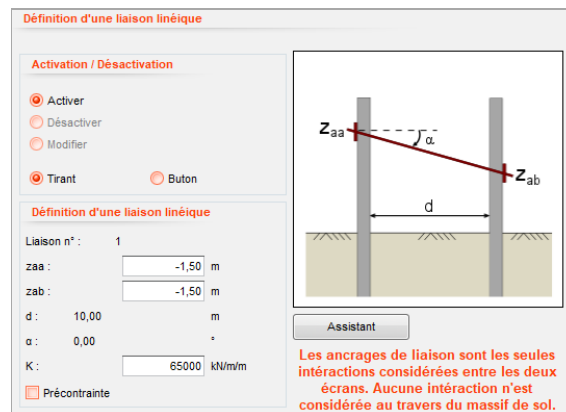 Définition d'une liaison linéique
Activation / Désactivation
Activer
Désactiver
Modifier
Tirant Buton
Définition d'une liaison linéique
Liaison n° : 1
zaa : -1,50 m
zab : -1,50 m
d : 10,00 m
α : 0,00 °
K : 65000 kN/m/m
Précontrainte
Zaa
α
Zab
d
Assistant
Les ancrages de liaison sont les seules
intéractions considérées entre les deux
écrans. Aucune intéraction n'est
considérée au travers du massif de sol.